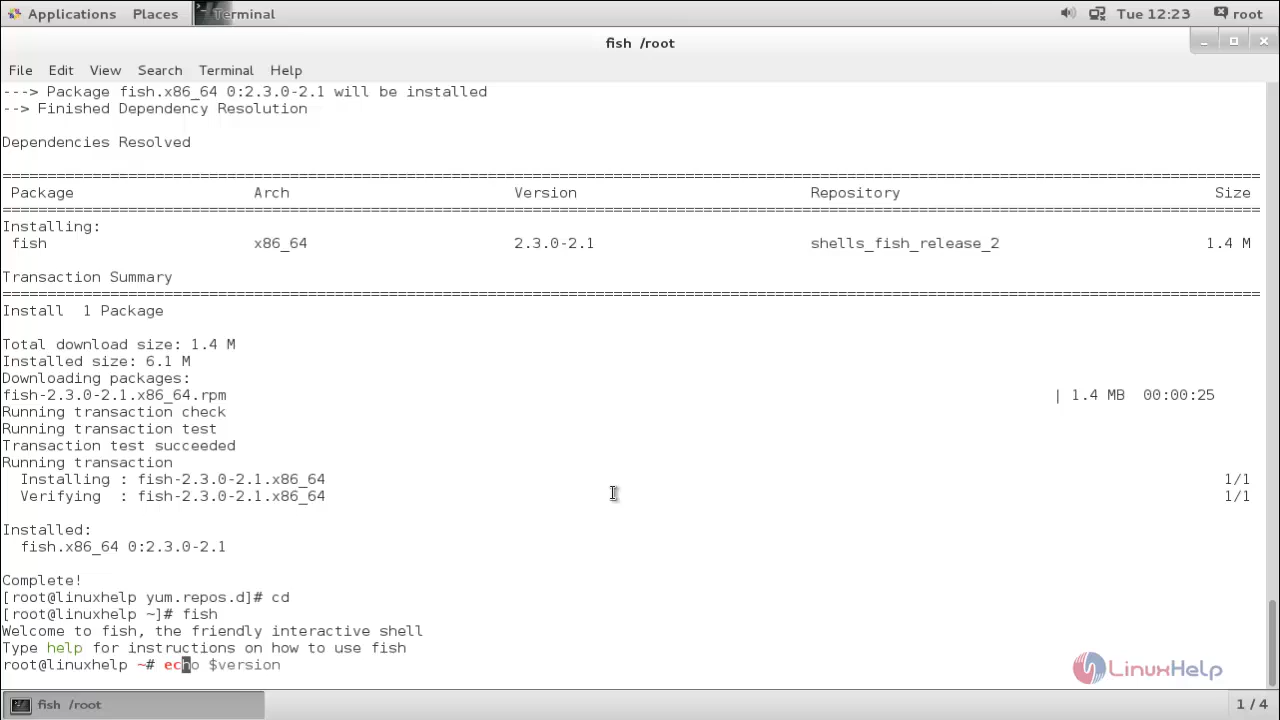 Applications Places Terminal Tue 12:23 root
fish /root
File Edit View Search Terminal Help
---> Package fish.x86_64 0:2.3.0-2.1 will be installed
--> Finished Dependency Resolution
Dependencies Resolved
================================================================================
Package Arch Version Repository Size
================================================================================
Installing:
fish x86_64 2.3.0-2.1 shells_fish_release_2 1.4 M
Transaction Summary
================================================================================
Install 1 Package
Total download size: 1.4 M
Installed size: 6.1 M
Downloading packages:
fish-2.3.0-2.1.x86_64.rpm | 1.4 MB 00:00:25
Running transaction check
Running transaction test
Transaction test succeeded
Running transaction
Installing : fish-2.3.0-2.1.x86_64 1/1
Verifying : fish-2.3.0-2.1.x86_64 1/1
Installed:
fish.x86_64 0:2.3.0-2.1
Complete!
[root@linuxhelp yum.repos.d]# cd
[root@linuxhelp ~]# fish
Welcome to fish, the friendly interactive shell
Type help for instructions on how to use fish
root@linuxhelp ~# echo $version
LinuxHelp
fish /root 1 / 4